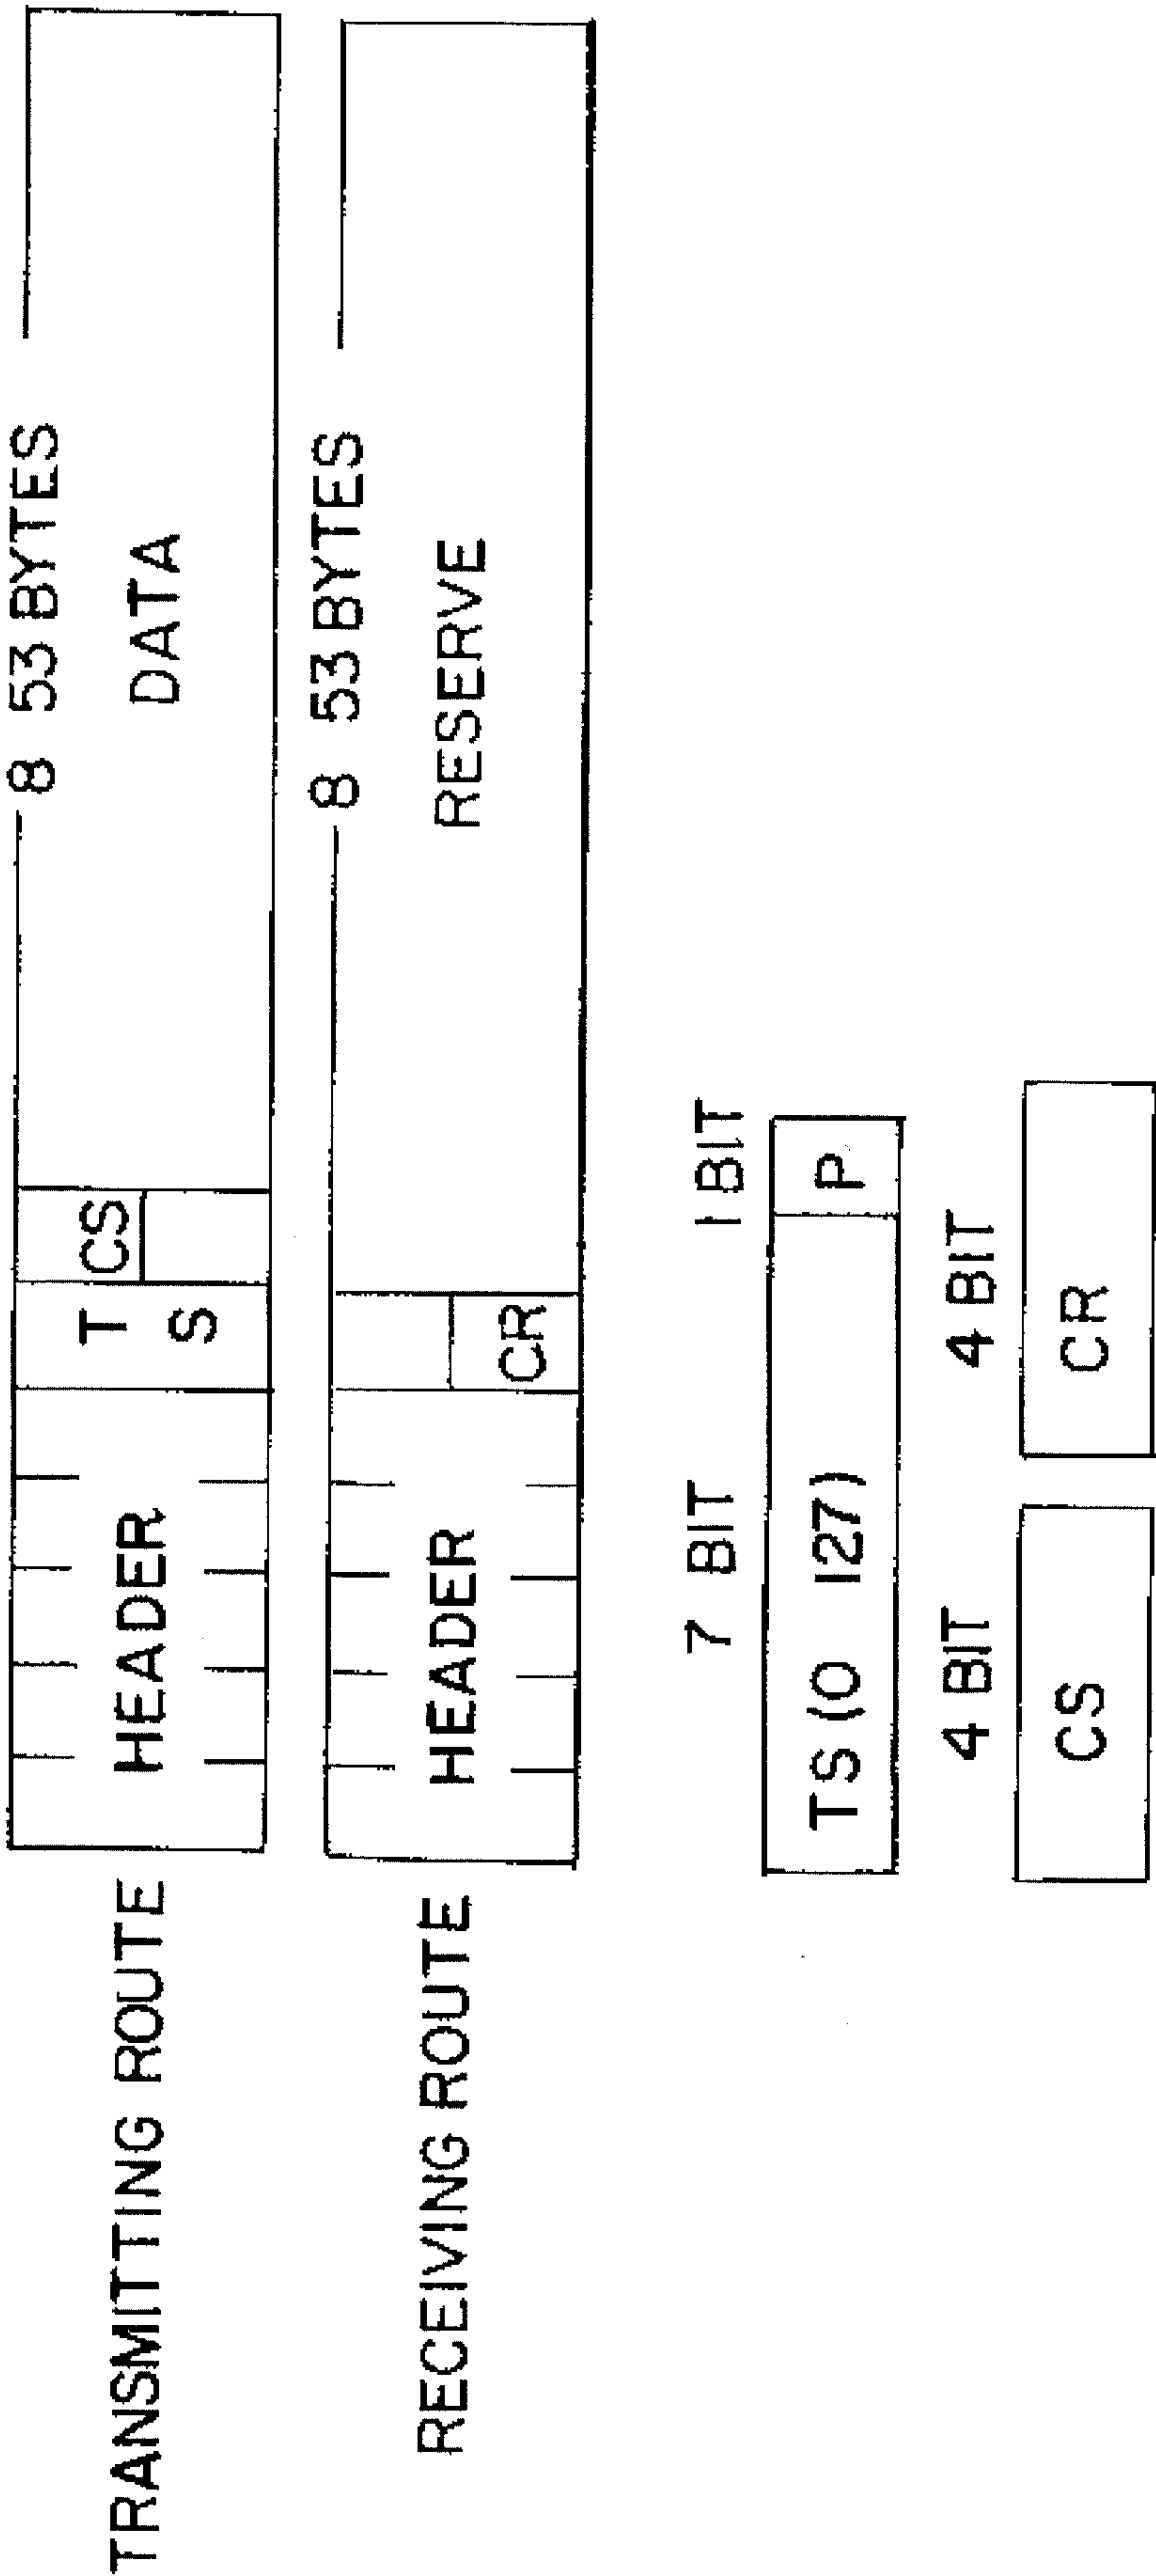 8 53 BYTES
TRANSMITTING ROUTE HEADER T S CS DATA
8 53 BYTES
RECEIVING ROUTE HEADER CR RESERVE
7 BIT 1 BIT
TS (0 127) P
4 BIT 4 BIT
CS CR